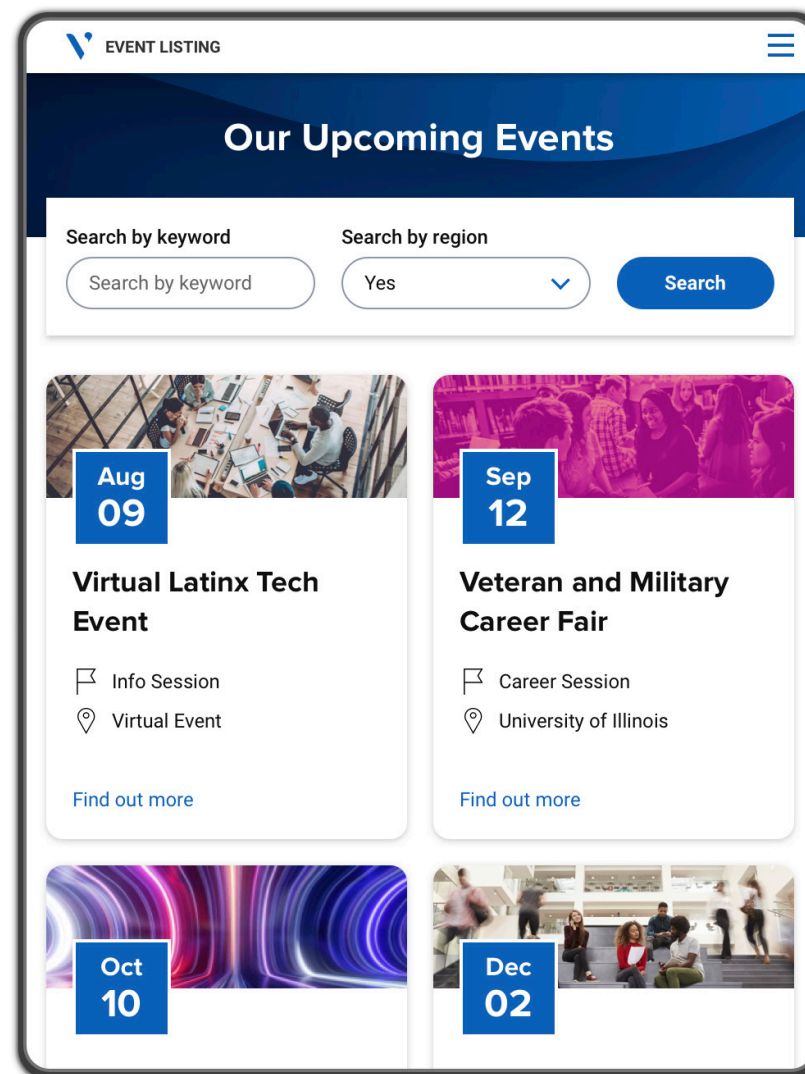 EVENT LISTING
Our Upcoming Events
Search by keyword
Search by region
Search by keyword
Yes
Search
Aug
09
Virtual Latinx Tech
Event
Info Session
Virtual Event
Find out more
Sep
12
Veteran and Military
Career Fair
Career Session
University of Illinois
Find out more
Oct
10
Dec
02